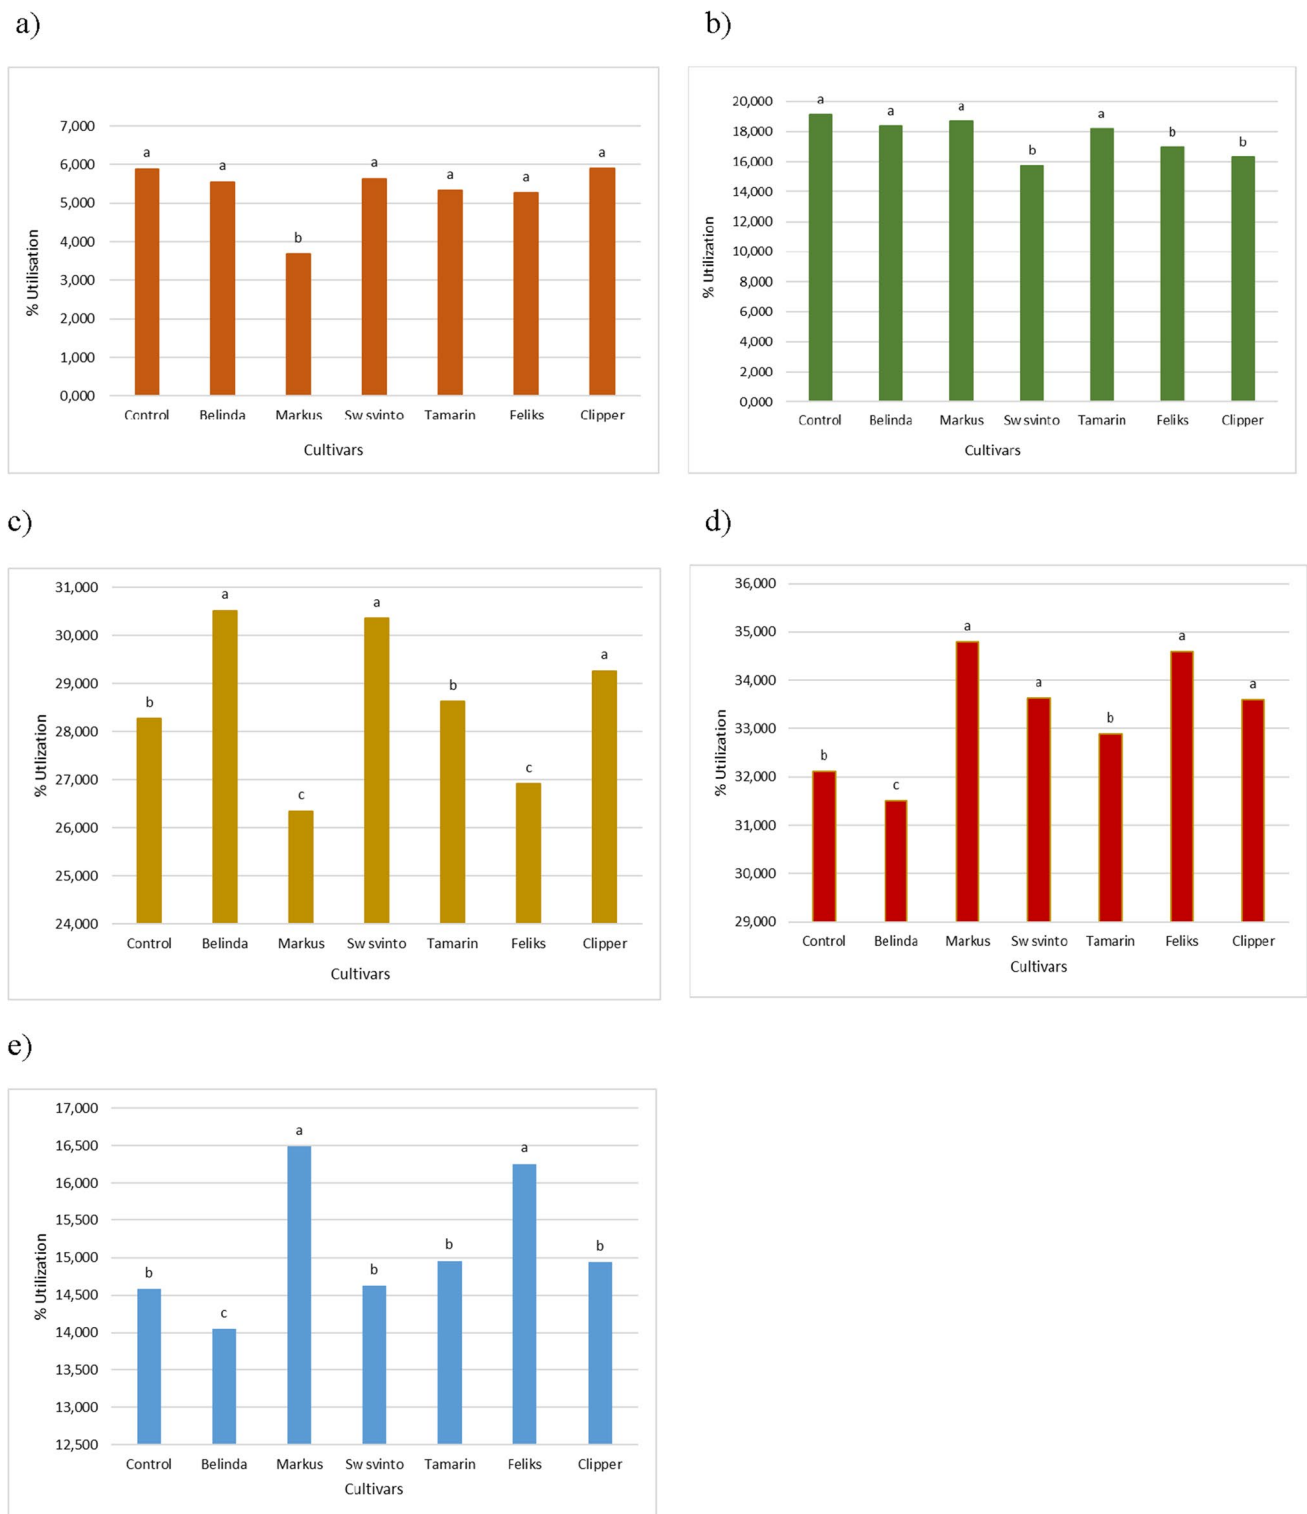 a)
7,000
6,000
5,000
4,000
3,000
2,000
1,000
0,000
% Utilisation
a
a
b
a
a
a
a
Control Belinda Markus Sw svinto Tamarin Feliks Clipper
Cultivars
b)
20,000
18,000
16,000
14,000
12,000
10,000
8,000
6,000
4,000
2,000
0,000
% Utilization
a
a
a
b
a
b
b
Control Belinda Markus Sw svinto Tamarin Feliks Clipper
Cultivars
c)
31,000
30,000
29,000
28,000
27,000
26,000
25,000
24,000
% Utlization
b
a
c
a
b
c
a
Control Belinda Markus Sw svinto Tamarin Feliks Clipper
Cultivars
d)
36,000
35,000
34,000
33,000
32,000
31,000
30,000
29,000
% Utilization
b
c
a
a
b
a
a
Control Belinda Markus Sw svinto Tamarin Feliks Clipper
Cultivars
e)
17,000
16,500
16,000
15,500
15,000
14,500
14,000
13,500
13,000
12,500
% Utilization
b
c
a
b
b
a
b
Control Belinda Markus Sw svinto Tamarin Feliks Clipper
Cultivars